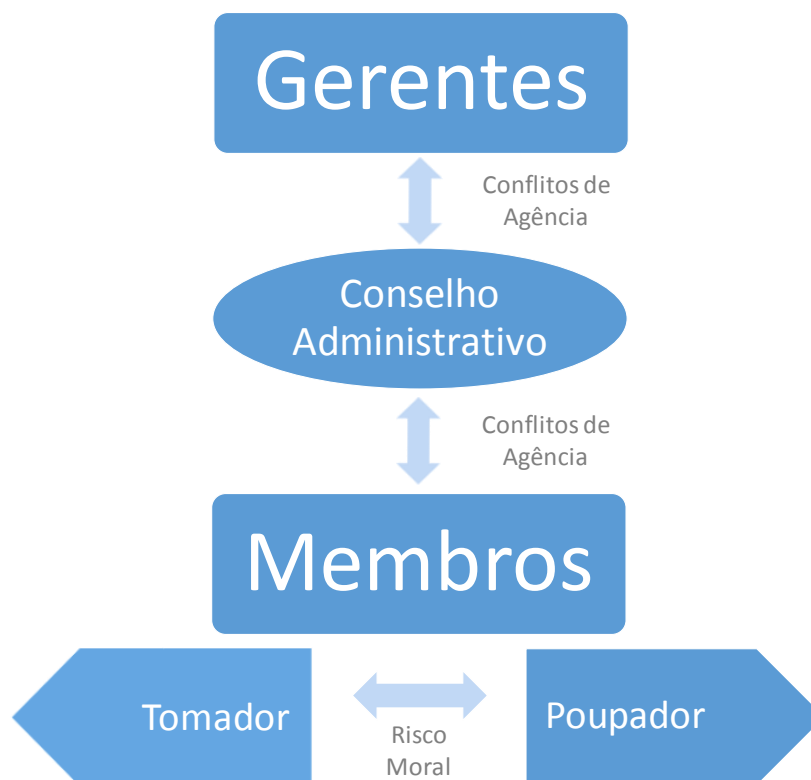 Gerentes
Conflitos de
Agência
Conselho
Administrativo
Conflitos de
Agência
Membros
Tomador
Risco
Moral
Poupador